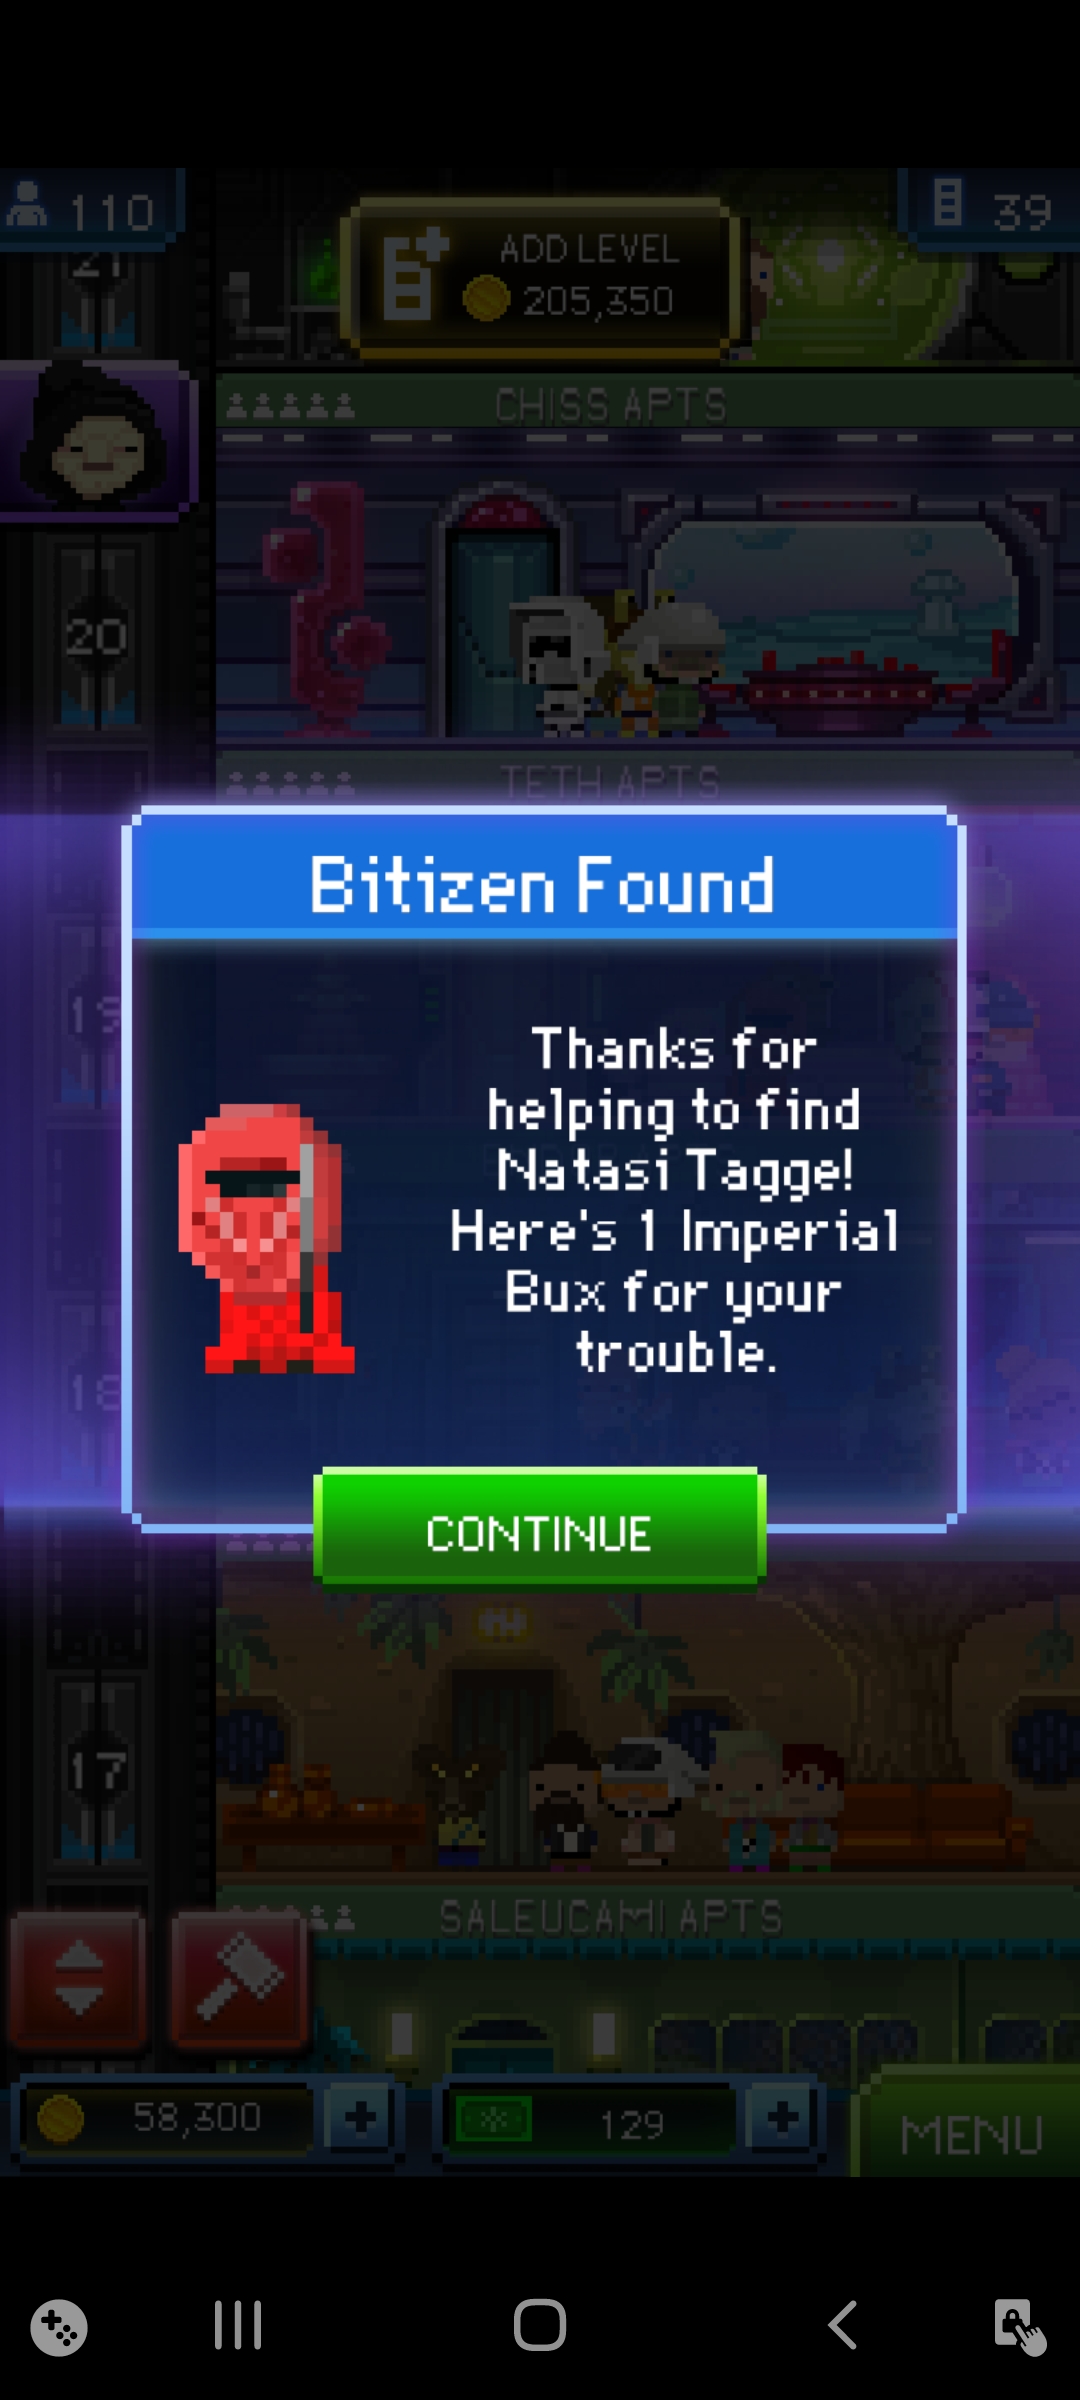 110
39
21
ADD LEVEL
205,350
CHISS APTS
20
TETH APTS
Bitizen Found
19
Thanks for
helping to find
Natasi Tagge!
Here's 1 Imperial
Bux for your
trouble.
18
CONTINUE
17
SALEUCAMI APTS
58,300
129
MENU